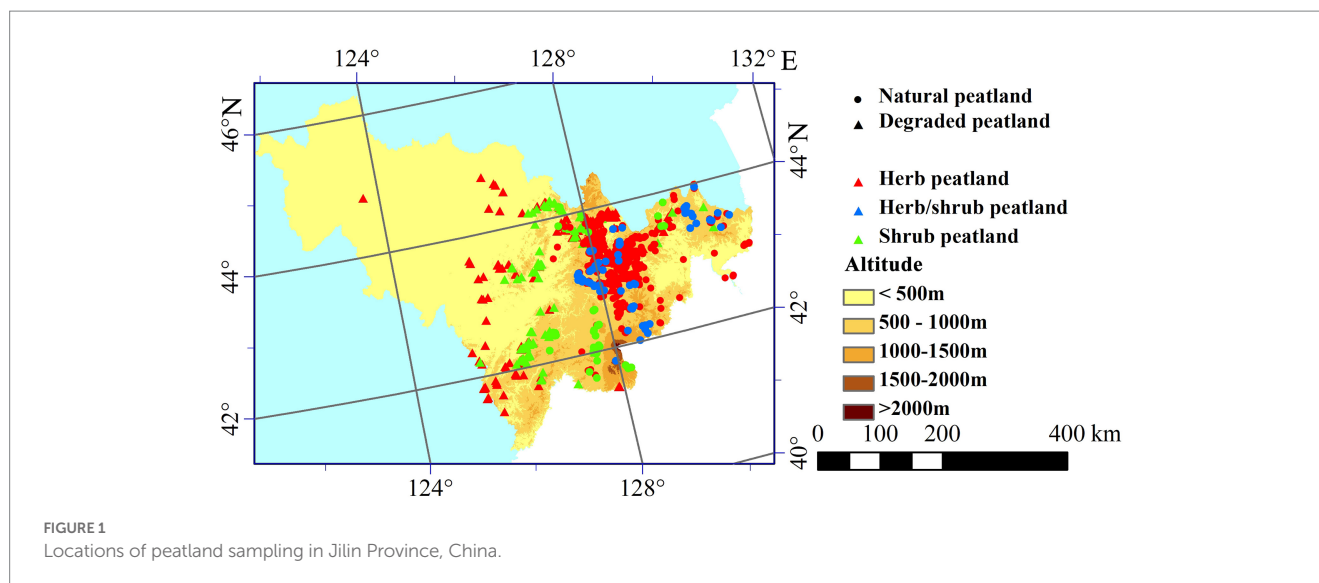 124°
128°
132°
E
46°N
44°
42°
44°N
42°
40°
124°
128°
Natural peatland
Degraded peatland
Herb peatland
Herb/shrub peatland
Shrub peatland
Altitude
< 500m
500 - 1000m
1000-1500m
1500-2000m
>2000m
0 100 200 400 km
FIGURE 1
Locations of peatland sampling in Jilin Province, China.